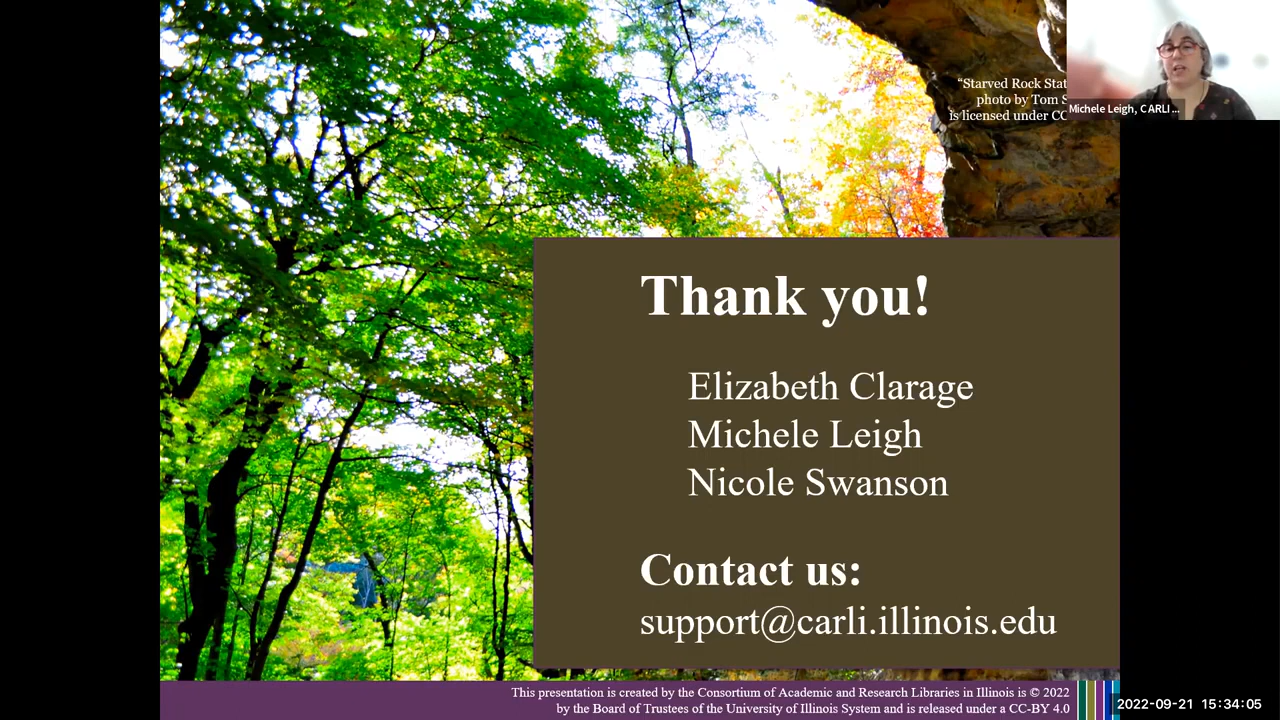 “Starved Rock Stat
photo by Tom S
is licensed under CC
Michele Leigh, CARLI ...
Thank you!
Elizabeth Clarage
Michele Leigh
Nicole Swanson
Contact us:
support@carli.illinois.edu
This presentation is created by the Consortium of Academic and Research Libraries in Illinois is © 2022
by the Board of Trustees of the University of Illinois System and is released under a CC-BY 4.0
2022-09-21 15:34:05